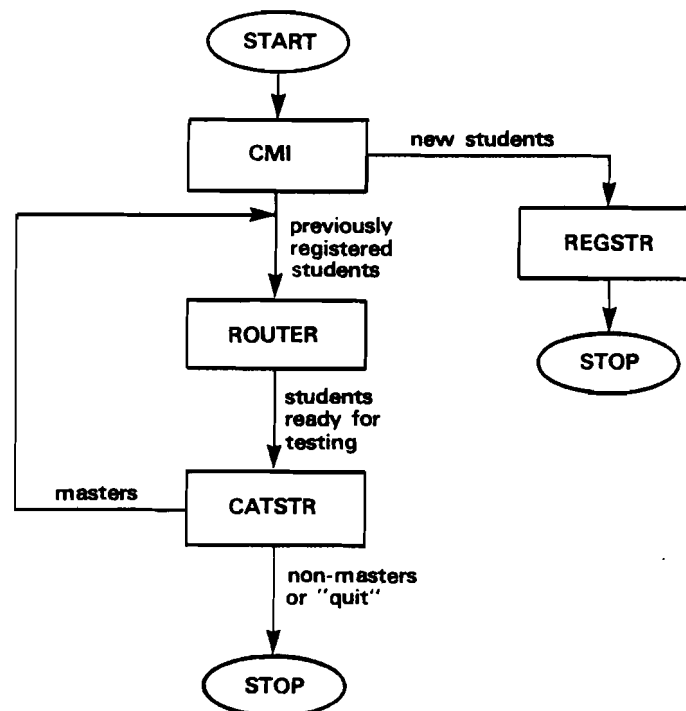 START
CMI
new students
previously
registered
students
REGSTR
ROUTER
STOP
students
ready for
testing
masters
CATSTR
non-masters
or "quit"
STOP